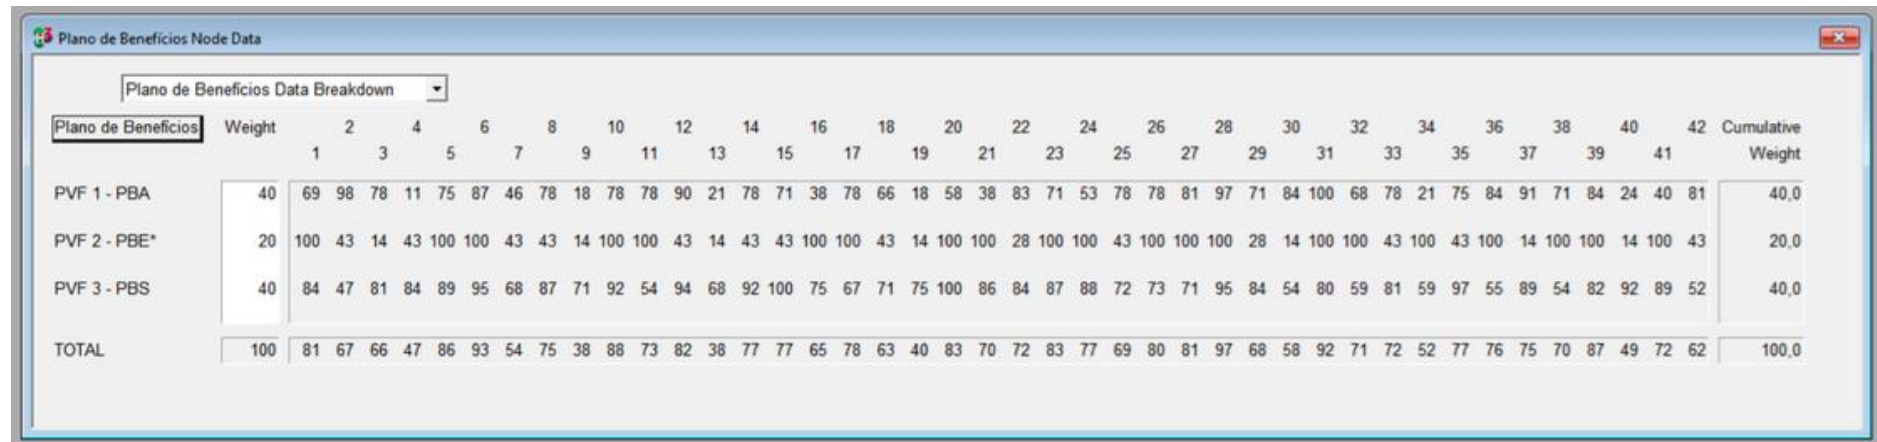 Plano de Benefícios Node Data
Plano de Benefícios Data Breakdown
Plano de Benefícios Weight 2 4 6 8 10 12 14 16 18 20 22 24 26 28 30 32 34 36 38 40 42 Cumulative
1 3 5 7 9 11 13 15 17 19 21 23 25 27 29 31 33 35 37 39 41 Weight
PVF 1 - PBA 40 69 98 78 11 75 87 46 78 18 78 78 90 21 78 71 38 78 66 18 58 38 83 71 53 78 78 81 97 71 84 100 68 78 21 75 84 91 71 84 24 40 81 40,0
PVF 2 - PBE* 20 100 43 14 43 100 100 43 43 14 100 100 43 14 43 43 100 100 43 14 100 100 28 100 100 43 100 100 100 28 14 100 100 43 100 43 100 14 100 100 14 100 43 20,0
PVF 3 - PBS 40 84 47 81 84 89 95 68 87 71 92 54 94 68 92 100 75 67 71 75 100 86 84 87 88 72 73 71 95 84 54 80 59 81 59 97 55 89 54 82 92 89 52 40,0
TOTAL 100 81 67 66 47 86 93 54 75 38 88 73 82 38 77 77 65 78 63 40 83 70 72 83 77 69 80 81 97 68 58 92 71 72 52 77 76 75 70 87 49 72 62 100,0